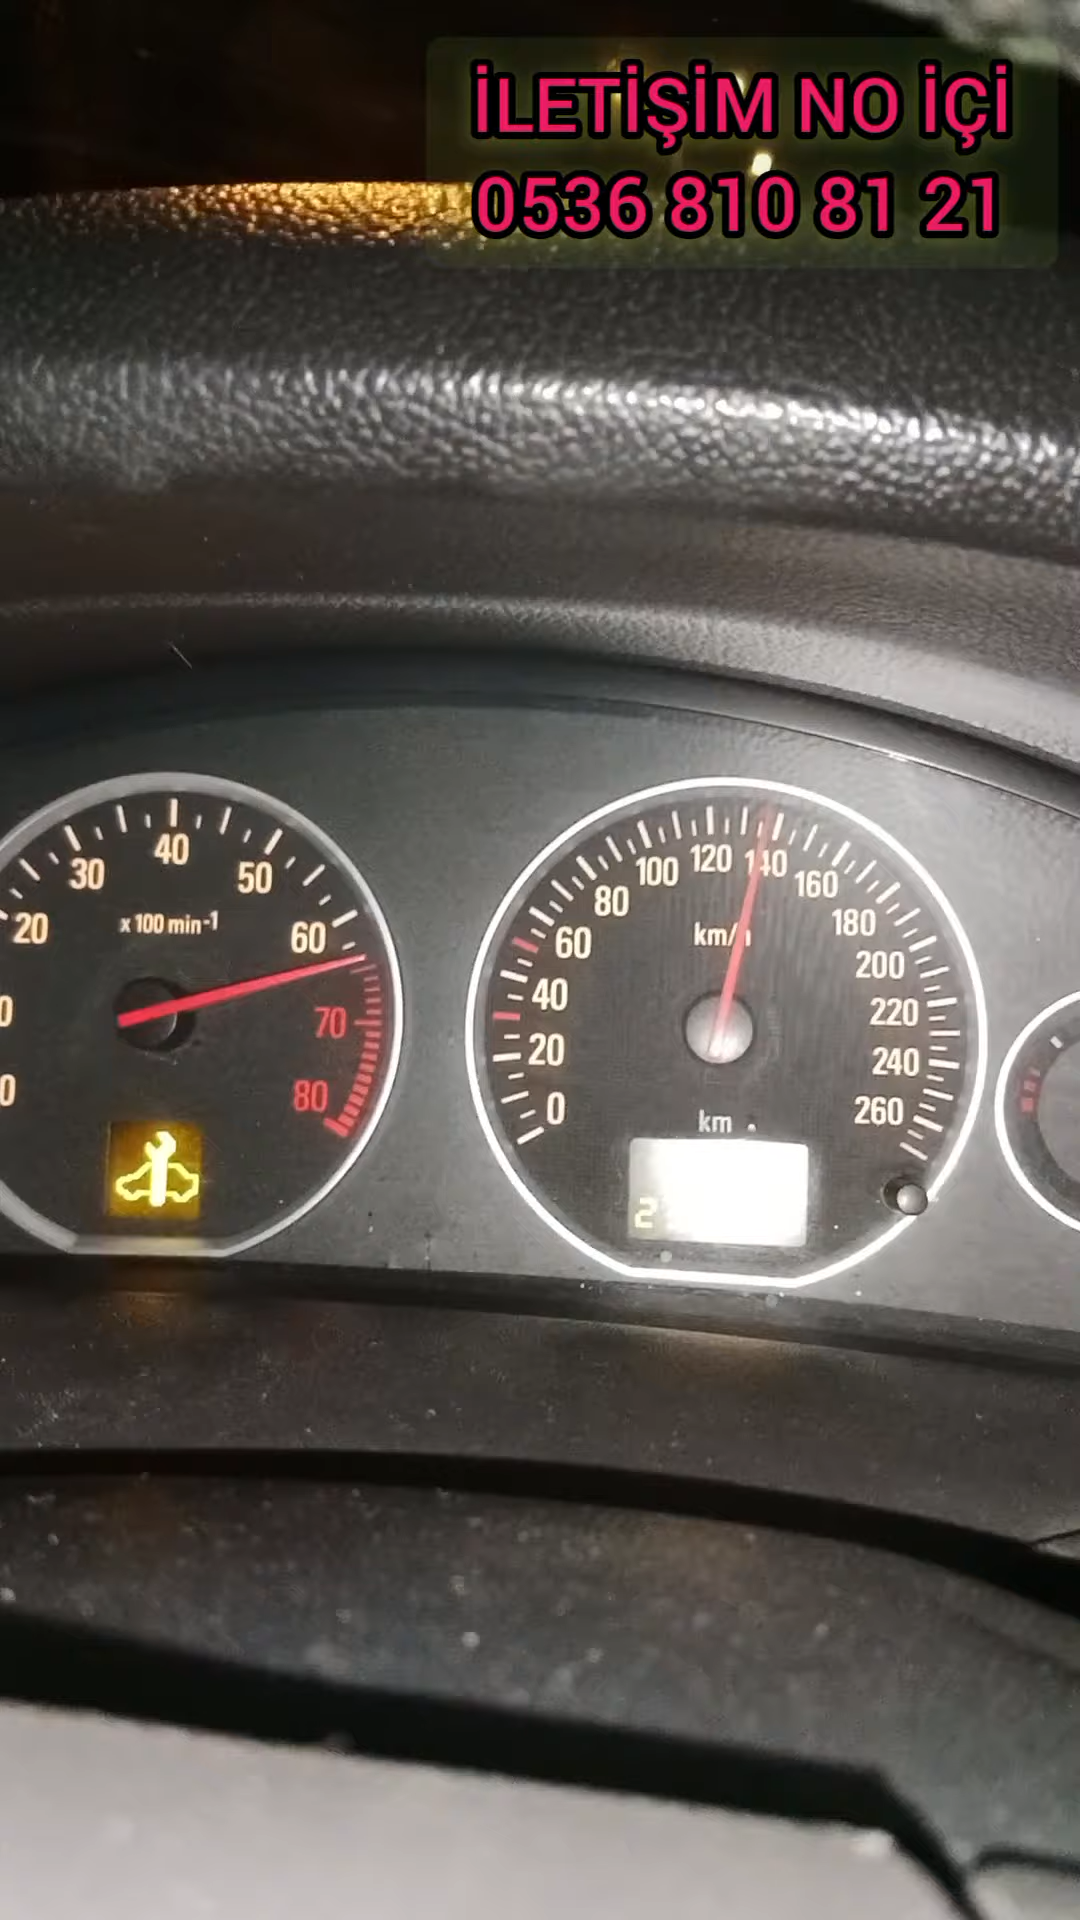 İLETİŞİM NO İÇİ
0536 810 81 21
20 30 40 50 60 70 80
x 100 min-1
0 20 40 60 80 100 120 140 160 180 200 220 240 260
km/h
km
2